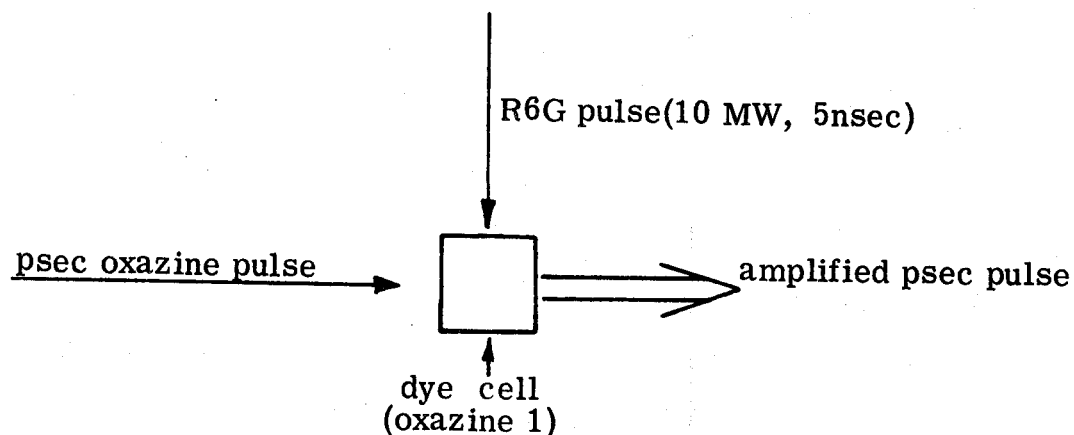 R6G pulse(10 MW, 5nsec)
psec oxazine pulse
amplified psec pulse
dye cell
(oxazine 1)